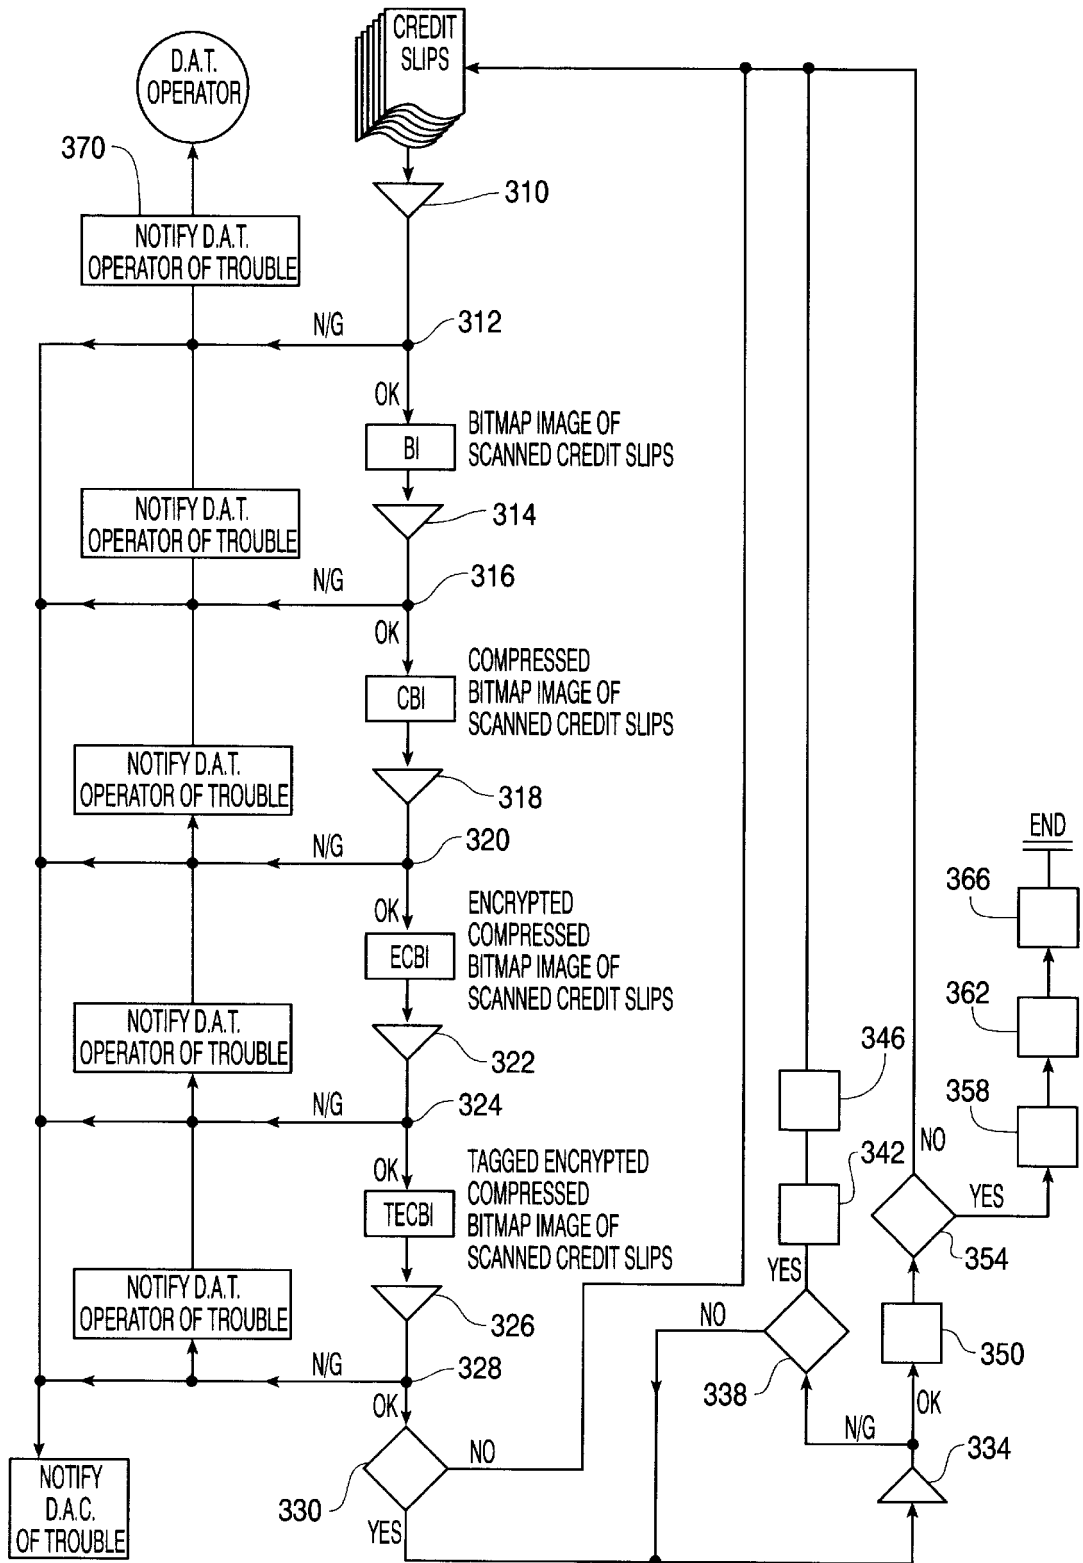 CREDIT
SLIPS
D.A.T.
OPERATOR
370
310
NOTIFY D.A.T.
OPERATOR OF TROUBLE
N/G
312
OK
BI
BITMAP IMAGE OF
SCANNED CREDIT SLIPS
314
NOTIFY D.A.T.
OPERATOR OF TROUBLE
N/G
316
OK
CBI
COMPRESSED
BITMAP IMAGE OF
SCANNED CREDIT SLIPS
318
NOTIFY D.A.T.
OPERATOR OF TROUBLE
N/G
320
OK
ECBI
ENCRYPTED
COMPRESSED
BITMAP IMAGE OF
SCANNED CREDIT SLIPS
322
NOTIFY D.A.T.
OPERATOR OF TROUBLE
N/G
324
OK
TECBI
TAGGED ENCRYPTED
COMPRESSED
BITMAP IMAGE OF
SCANNED CREDIT SLIPS
326
NOTIFY D.A.T.
OPERATOR OF TROUBLE
N/G
328
OK
NOTIFY
D.A.C.
OF TROUBLE
330
NO
YES
END
366
362
358
346
342
NO
YES
354
YES
NO
338
350
OK
N/G
334